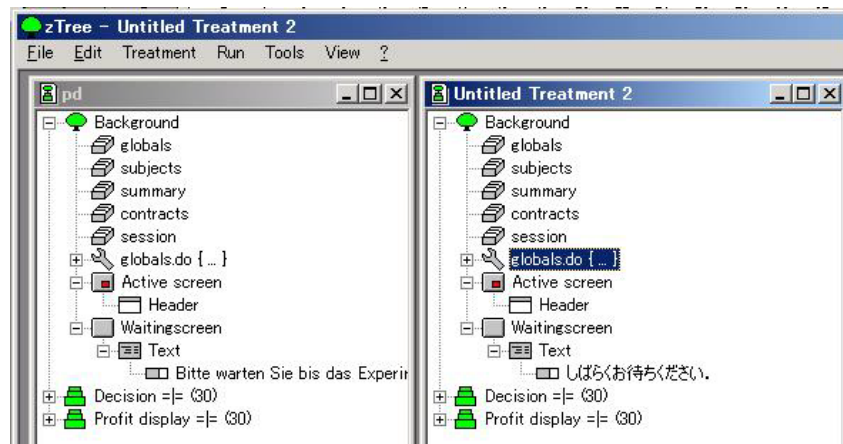 zTree - Untitled Treatment 2
File Edit Treatment Run Tools View ?
pd
Background
globals
subjects
summary
contracts
session
globals.do { ... }
Active screen
Header
Waitingscreen
Text
Bitte warten Sie bis das Experin
Decision =|= (30)
Profit display =|= (30)
Untitled Treatment 2
Background
globals
subjects
summary
contracts
session
globals.do { ... }
Active screen
Header
Waitingscreen
Text
しばらくお待ちください.
Decision =|= (30)
Profit display =|= (30)